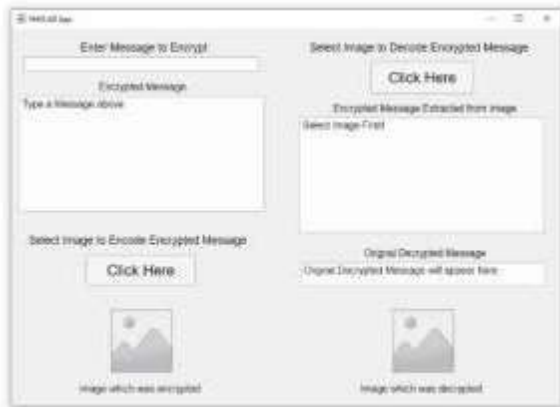 MATLAB App
Enter Message to Encrypt
Encrypted Message
Type a Message above
Select Image to Encode Encrypted Message
Click Here
Image which was encrypted
Select Image to Decode Encrypted Message
Click Here
Encrypted Message Extracted from image
Select Image First
Original Decrypted Message
Original Decrypted Message will appear here
Image which was decrypted